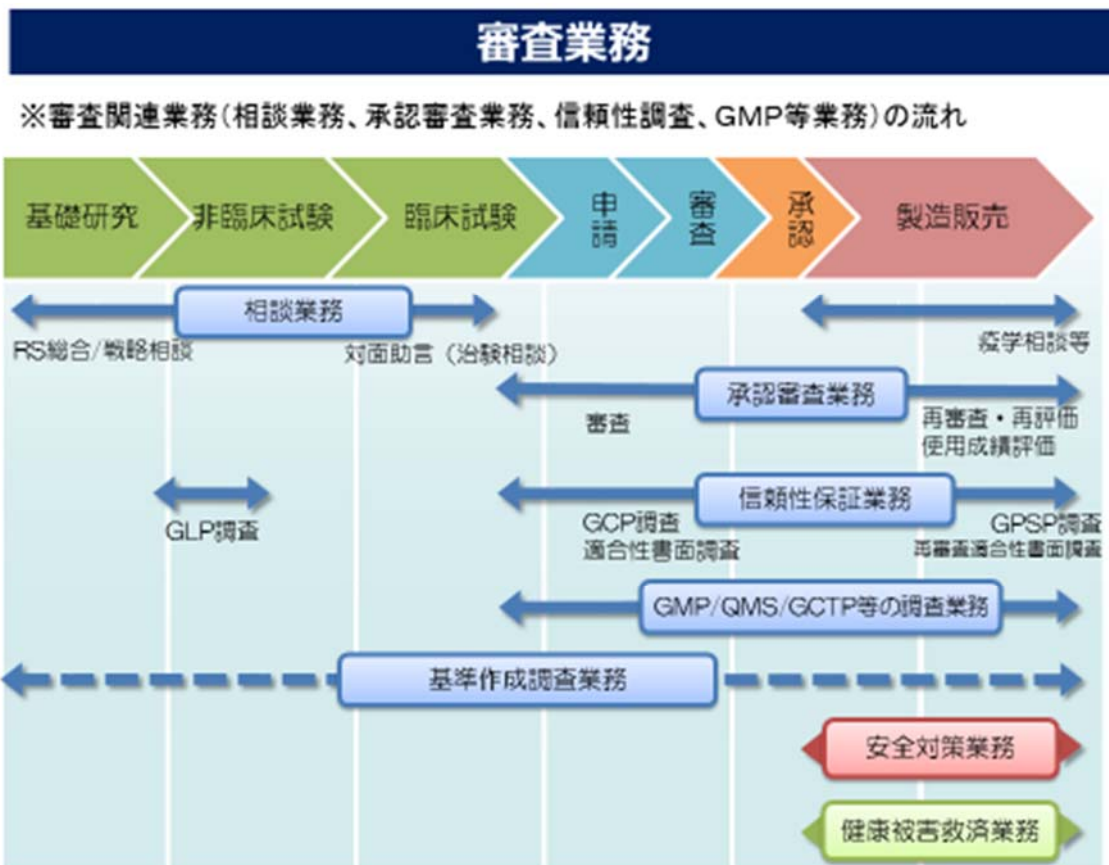 審査業務
※審査関連業務(相談業務、承認審査業務、信頼性調査、GMP等業務)の流れ
基礎研究
非臨床試験
臨床試験
申請
審査
承認
製造販売
相談業務
RS総合/戦略相談
対面助言(治験相談)
疫学相談等
承認審査業務
審査
再審査・再評価
使用成績評価
信頼性保証業務
GLP調査
GCP調査
適合性書面調査
GPSP調査
再審査適合性書面調査
GMP/QMS/GCTP等の調査業務
基準作成調査業務
安全対策業務
健康被害救済業務